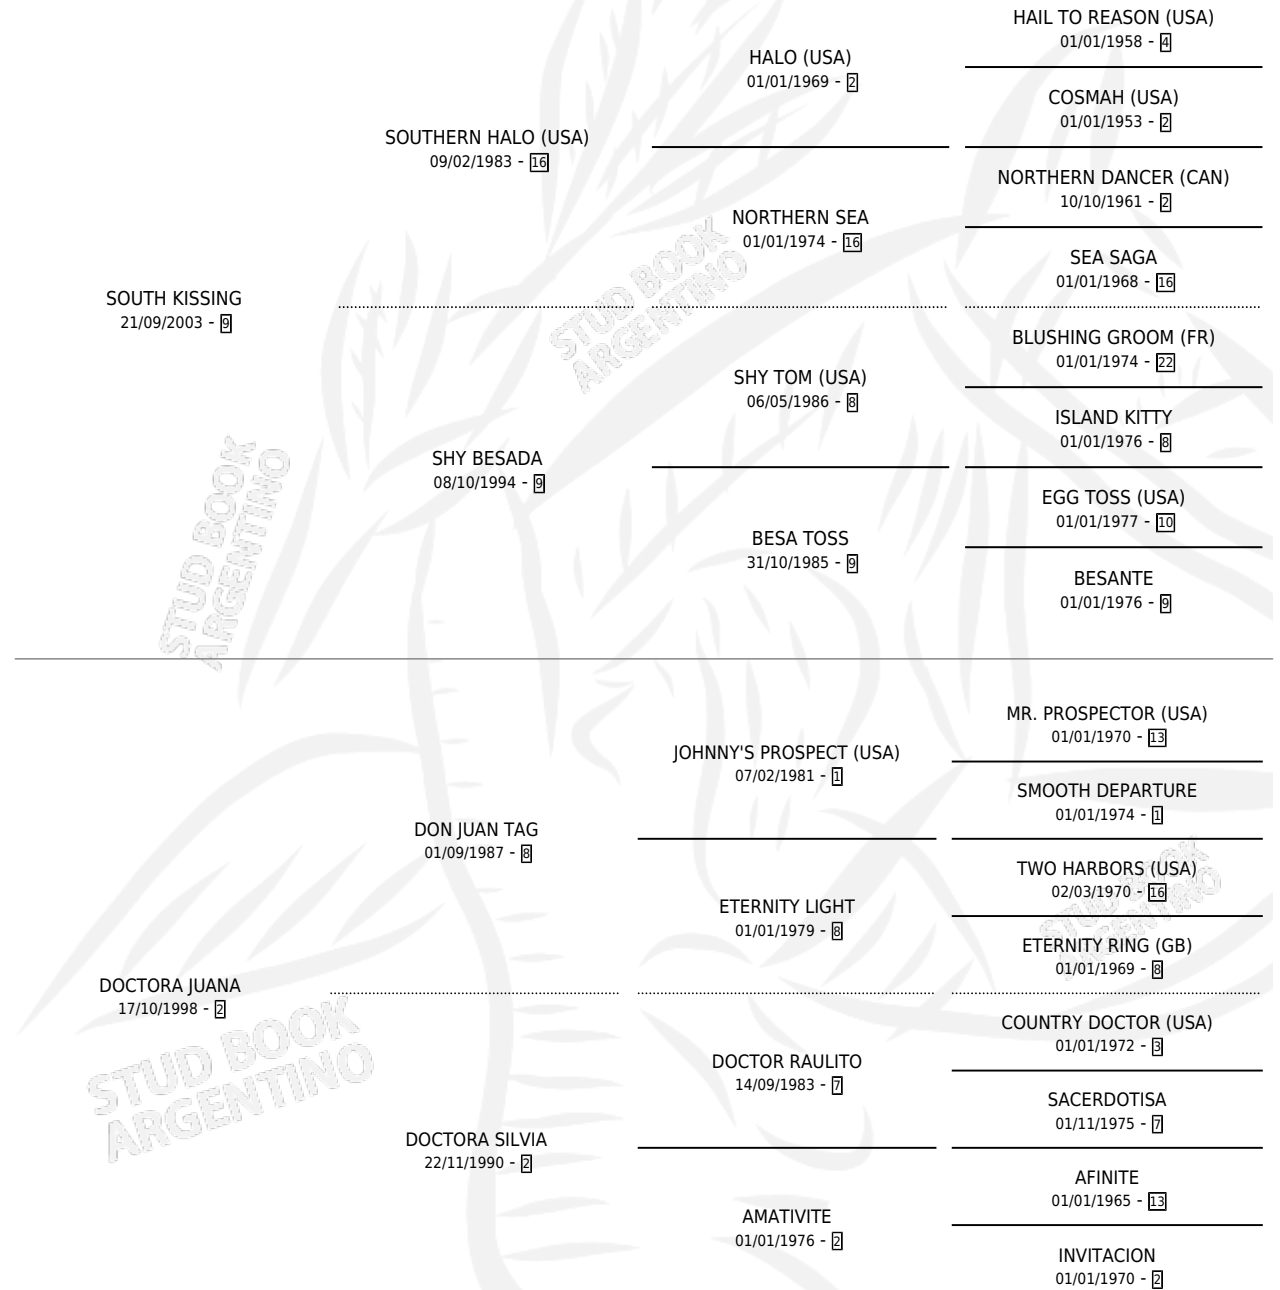 HAIL TO REASON (USA)
01/01/1958 - 4
HALO (USA)
01/01/1969 - 2
COSMAH (USA)
01/01/1953 - 2
SOUTHERN HALO (USA)
09/02/1983 - 16
NORTHERN DANCER (CAN)
10/10/1961 - 2
NORTHERN SEA
01/01/1974 - 16
SEA SAGA
01/01/1968 - 16
SOUTH KISSING
21/09/2003 - 9
BLUSHING GROOM (FR)
01/01/1974 - 22
SHY TOM (USA)
06/05/1986 - 8
ISLAND KITTY
01/01/1976 - 8
SHY BESADA
08/10/1994 - 9
EGG TOSS (USA)
01/01/1977 - 10
BESA TOSS
31/10/1985 - 9
BESANTE
01/01/1976 - 9
STUD BOOK
ARGENTINO
STUD BOOK
ARGENTINO
MR. PROSPECTOR (USA)
01/01/1970 - 13
JOHNNY'S PROSPECT (USA)
07/02/1981 - 1
SMOOTH DEPARTURE
01/01/1974 - 1
DON JUAN TAG
01/09/1987 - 8
TWO HARBORS (USA)
02/03/1970 - 16
ETERNITY LIGHT
01/01/1979 - 8
ETERNITY RING (GB)
01/01/1969 - 8
STUD BOOK
ARGENTINO
DOCTORA JUANA
17/10/1998 - 2
COUNTRY DOCTOR (USA)
01/01/1972 - 3
DOCTOR RAULITO
14/09/1983 - 7
SACERDOTISA
01/11/1975 - 7
DOCTORA SILVIA
22/11/1990 - 2
AFINITE
01/01/1965 - 13
AMATIVITE
01/01/1976 - 2
INVITACION
01/01/1970 - 2
STUD BOOK
ARGENTINO